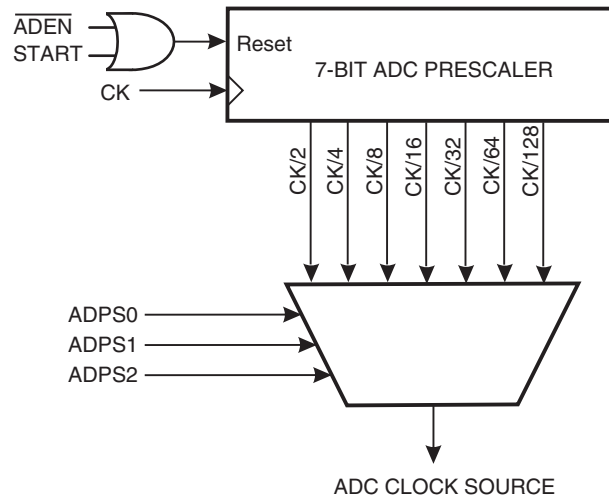 ADEN
START
Reset
7-BIT ADC PRESCALER
CK
CK/2
CK/4
CK/8
CK/16
CK/32
CK/64
CK/128
ADPS0
ADPS1
ADPS2
ADC CLOCK SOURCE